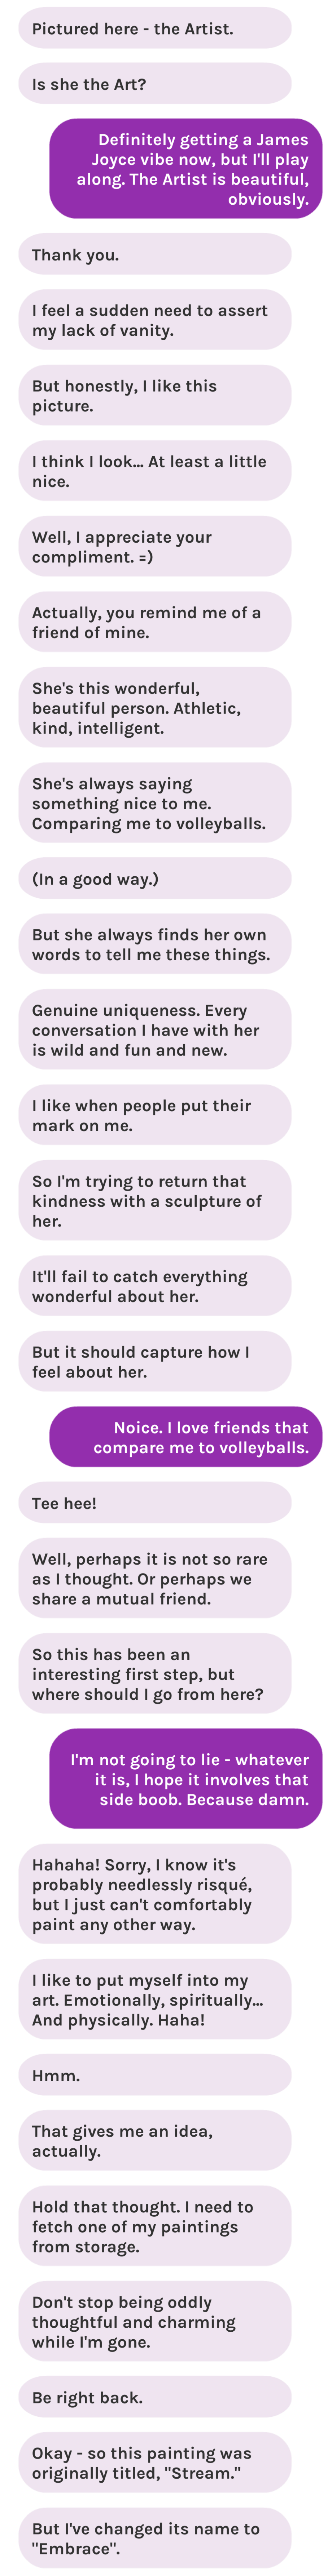 Pictured here - the Artist.
Is she the Art?
Definitely getting a James
Joyce vibe now, but I'll play
along. The Artist is beautiful,
obviously.
Thank you.
I feel a sudden need to assert
my lack of vanity.
But honestly, I like this
picture.
I think I look... At least a little
nice.
Well, I appreciate your
compliment. =)
Actually, you remind me of a
friend of mine.
She's this wonderful,
beautiful person. Athletic,
kind, intelligent.
She's always saying
something nice to me.
Comparing me to volleyballs.
(In a good way.)
But she always finds her own
words to tell me these things.
Genuine uniqueness. Every
conversation I have with her
is wild and fun and new.
I like when people put their
mark on me.
So I'm trying to return that
kindness with a sculpture of
her.
It'll fail to catch everything
wonderful about her.
But it should capture how I
feel about her.
Noice. I love friends that
compare me to volleyballs.
Tee hee!
Well, perhaps it is not so rare
as I thought. Or perhaps we
share a mutual friend.
So this has been an
interesting first step, but
where should I go from here?
I'm not going to lie - whatever
it is, I hope it involves that
side boob. Because damn.
Hahaha! Sorry, I know it's
probably needlessly risqué,
but I just can't comfortably
paint any other way.
I like to put myself into my
art. Emotionally, spiritually...
And physically. Haha!
Hmm.
That gives me an idea,
actually.
Hold that thought. I need to
fetch one of my paintings
from storage.
Don't stop being oddly
thoughtful and charming
while I'm gone.
Be right back.
Okay - so this painting was
originally titled, "Stream."
But I've changed its name to
"Embrace".